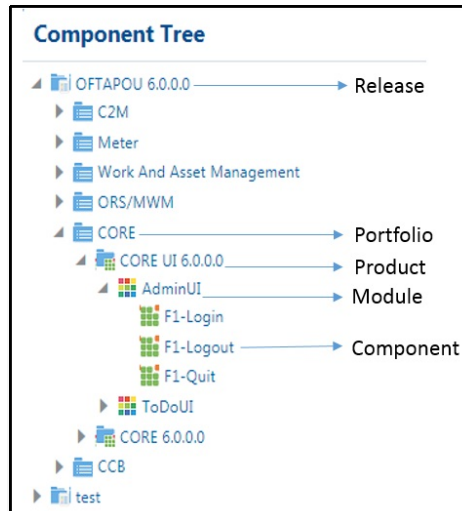 Component Tree
OFTAPOU 6.0.0.0 Release
C2M
Meter
Work And Asset Management
ORS/MWM
CORE Portfolio
CORE UI 6.0.0.0 Product
AdminUI Module
F1-Login
F1-Logout Component
F1-Quit
ToDoUI
CORE 6.0.0.0
CCB
test